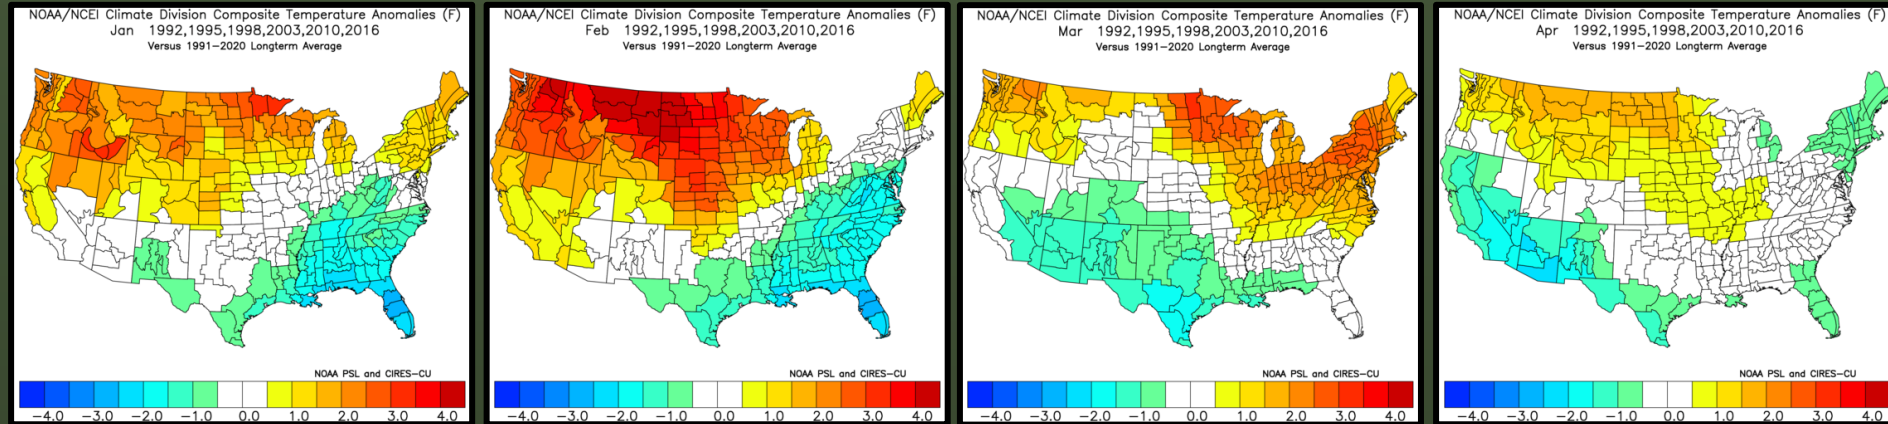 NOAA/NCEI Climate Division Composite Temperature Anomalies (F)
Jan 1992,1995,1998,2003,2010,2016
Versus 1991-2020 Longterm Average
NOAA PSL and CIRES-CU
-4.0 -3.0 -2.0 -1.0 0.0 1.0 2.0 3.0 4.0
NOAA/NCEI Climate Division Composite Temperature Anomalies (F)
Feb 1992,1995,1998,2003,2010,2016
Versus 1991-2020 Longterm Average
NOAA PSL and CIRES-CU
-4.0 -3.0 -2.0 -1.0 0.0 1.0 2.0 3.0 4.0
NOAA/NCEI Climate Division Composite Temperature Anomalies (F)
Mar 1992,1995,1998,2003,2010,2016
Versus 1991-2020 Longterm Average
NOAA PSL and CIRES-CU
-4.0 -3.0 -2.0 -1.0 0.0 1.0 2.0 3.0 4.0
NOAA/NCEI Climate Division Composite Temperature Anomalies (F)
Apr 1992,1995,1998,2003,2010,2016
Versus 1991-2020 Longterm Average
NOAA PSL and CIRES-CU
-4.0 -3.0 -2.0 -1.0 0.0 1.0 2.0 3.0 4.0